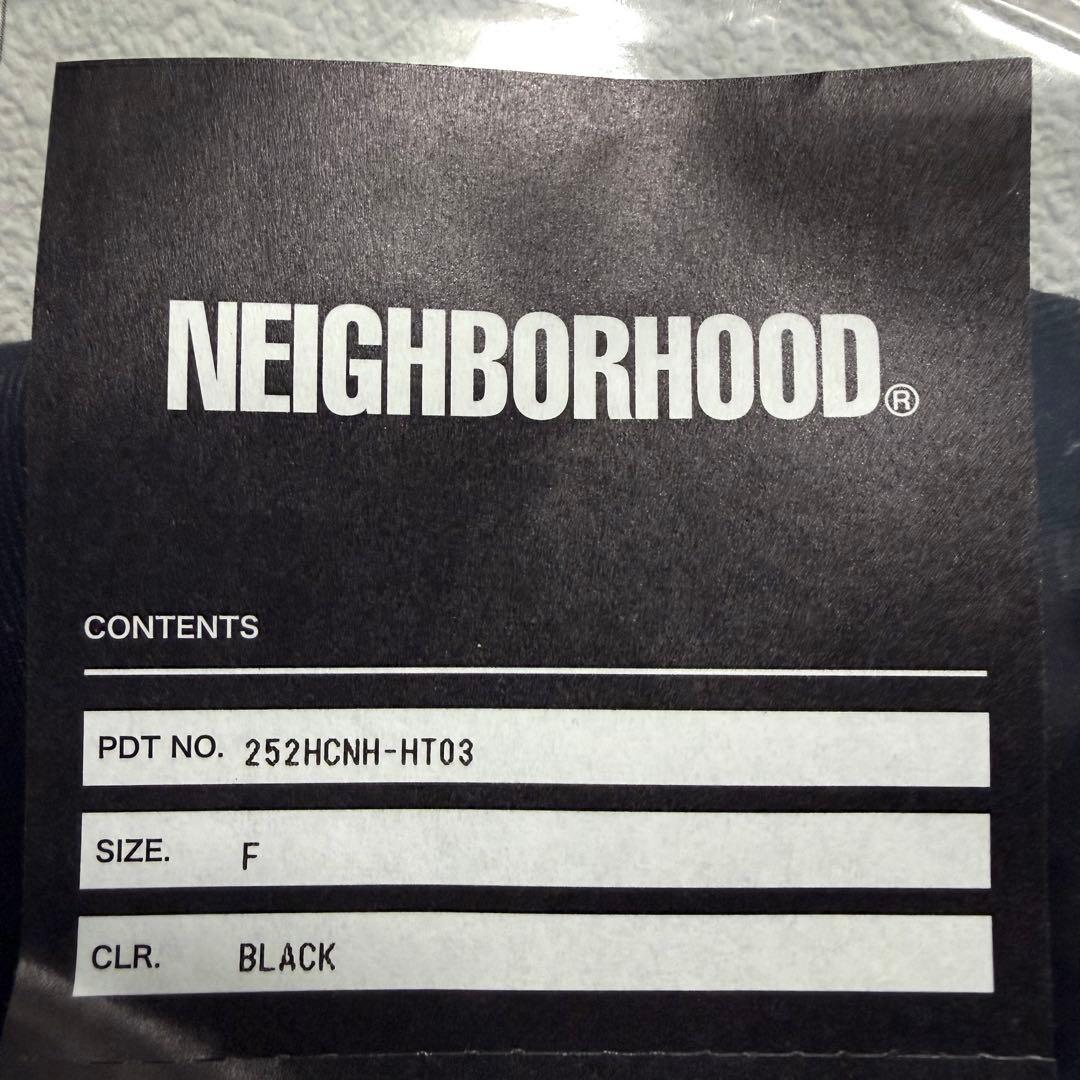 NEIGHBORHOOD®
CONTENTS
PDT NO. 252HCNH-HT03
SIZE. F
CLR. BLACK